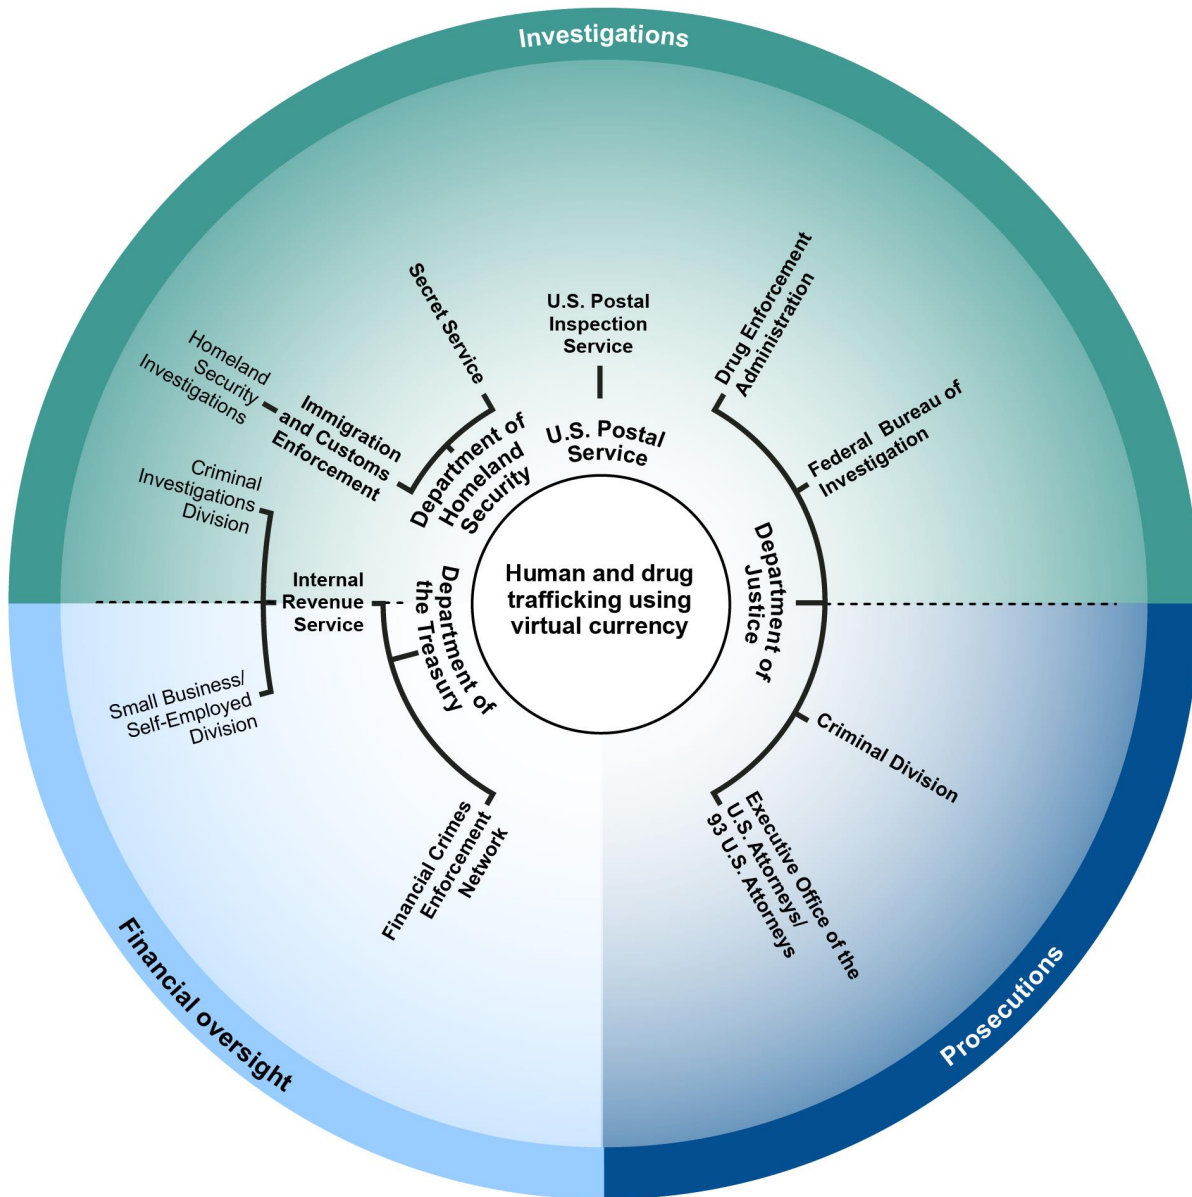 Investigations
Secret Service
U.S. Postal
Inspection
Service
Drug Enforcement
Administration
Homeland
Security
Investigations
Immigration
and Customs
Enforcement
Department of
Homeland
Security
U.S. Postal
Service
Federal Bureau of
Investigation
Criminal
Investigations
Division
Internal
Revenue
Service
Department of
the Treasury
Human and drug
trafficking using
virtual currency
Department of
Justice
Small Business/
Self-Employed
Division
Criminal Division
Financial Crimes
Enforcement
Network
Executive Office of the
U.S. Attorneys/
93 U.S. Attorneys
Financial oversight
Prosecutions